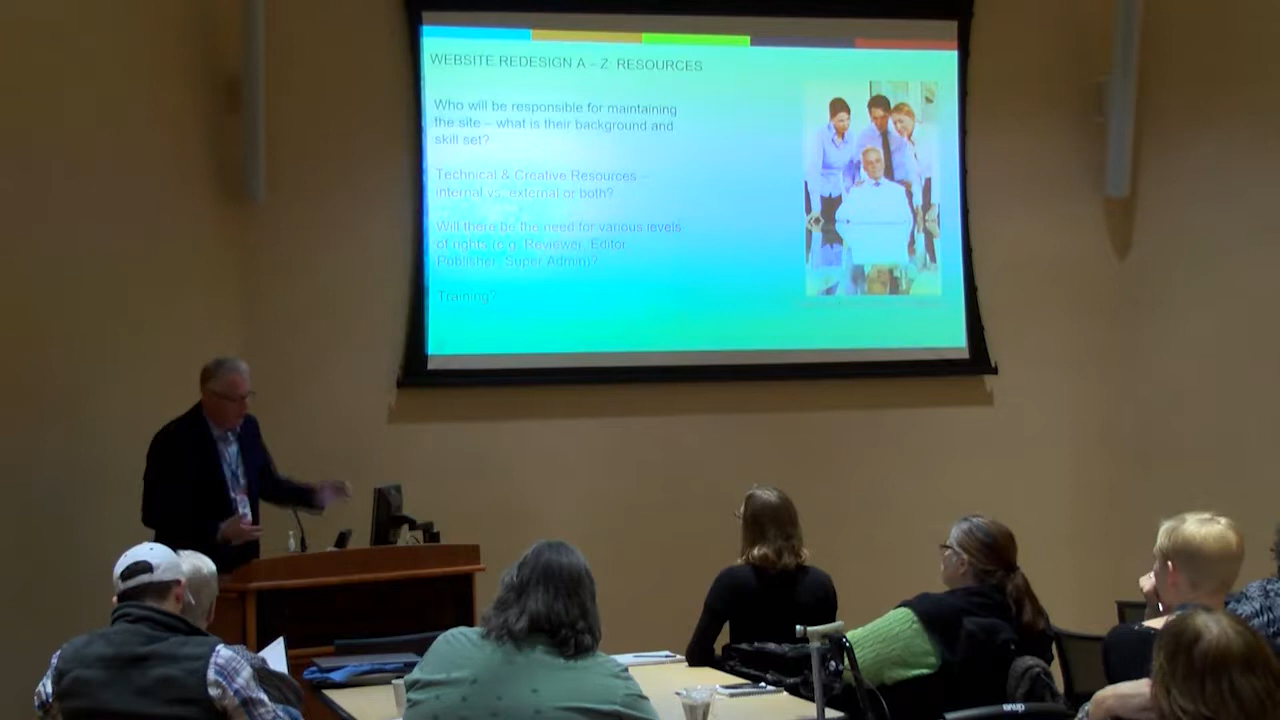 WEBSITE REDESIGN A – Z: RESOURCES
Who will be responsible for maintaining
the site – what is their background and
skill set?
Technical & Creative Resources –
internal vs. external or both?
Will there be the need for various levels
of rights (e.g. Reviewer, Editor,
Publisher, Super Admin)?
Training?